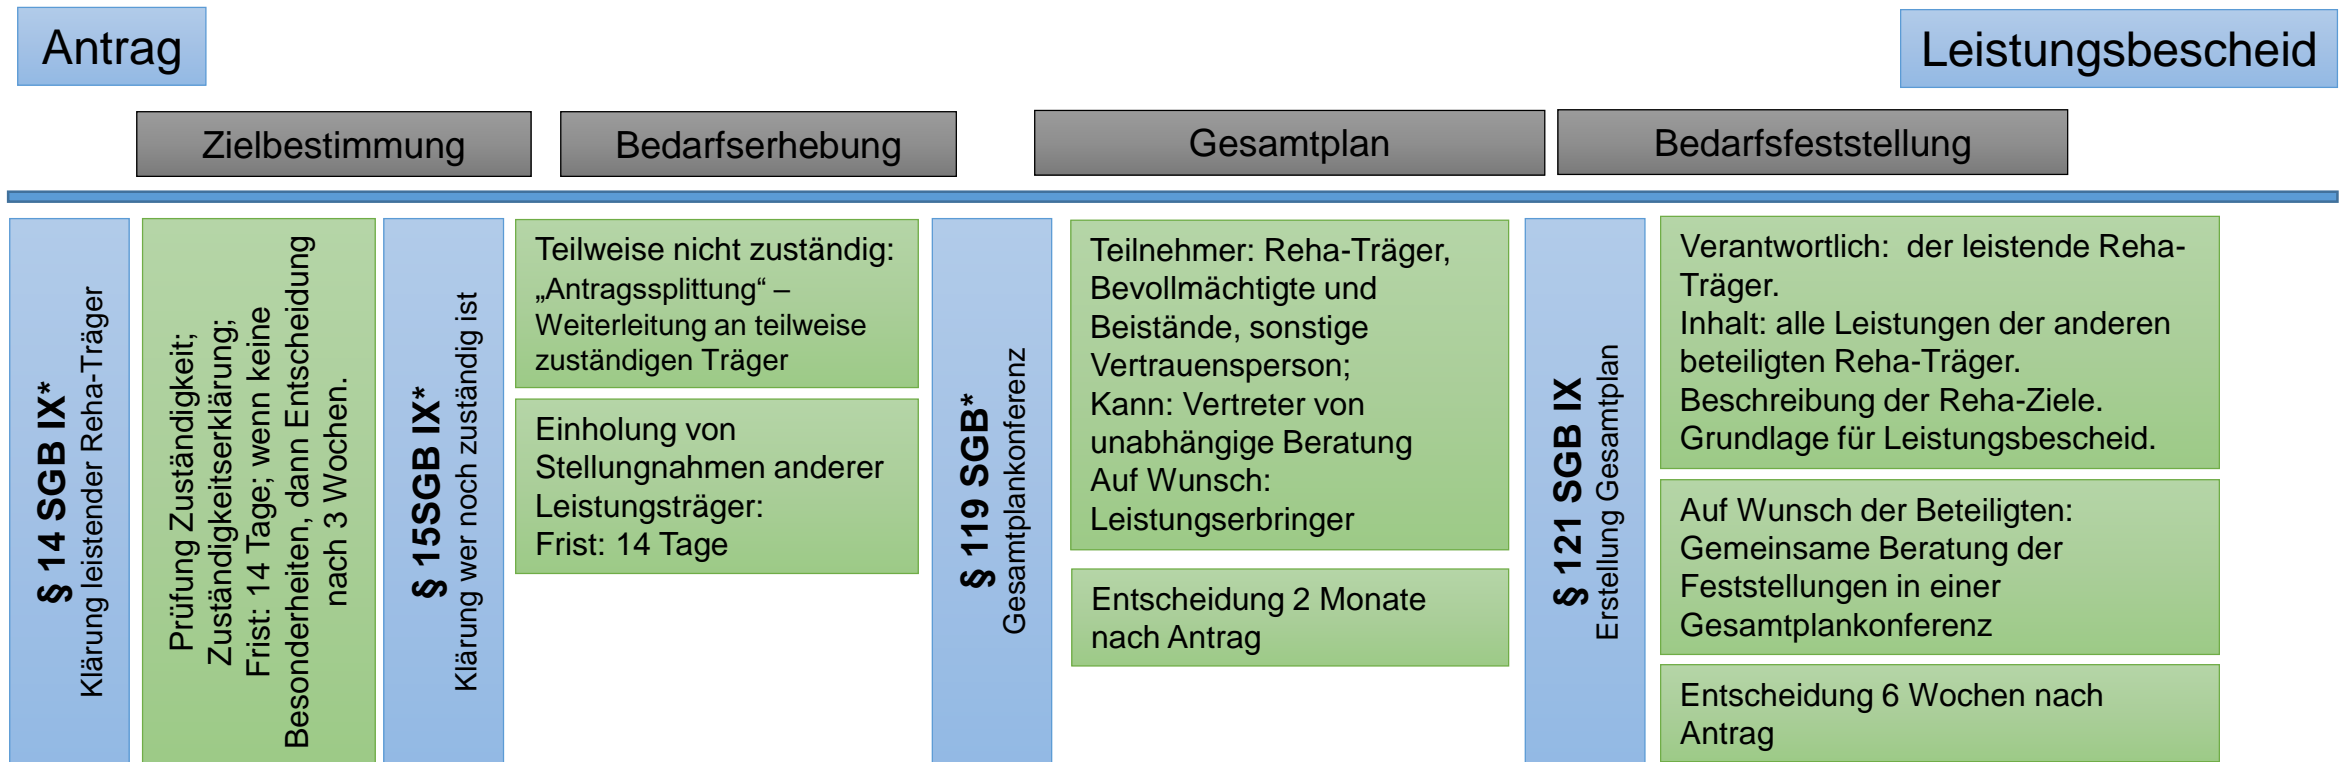 Antrag
Leistungsbescheid
Zielbestimmung
Bedarfserhebung
Gesamtplan
Bedarfsfeststellung
§ 14 SGB IX*
Klärung leistender Reha-Träger
Prüfung Zuständigkeit;
Zuständigkeitserklärung;
Frist: 14 Tage; wenn keine
Besonderheiten, dann Entscheidung
nach 3 Wochen.
§ 15SGB IX*
Klärung wer noch zuständig ist
Teilweise nicht zuständig:
„Antragssplittung“ –
Weiterleitung an teilweise
zuständigen Träger
Einholung von
Stellungnahmen anderer
Leistungsträger:
Frist: 14 Tage
§ 119 SGB*
Gesamtplankonferenz
Teilnehmer: Reha-Träger,
Bevollmächtigte und
Beistände, sonstige
Vertrauensperson;
Kann: Vertreter von
unabhängige Beratung
Auf Wunsch:
Leistungserbringer
Entscheidung 2 Monate
nach Antrag
§ 121 SGB IX
Erstellung Gesamtplan
Verantwortlich: der leistende Reha-
Träger.
Inhalt: alle Leistungen der anderen
beteiligten Reha-Träger.
Beschreibung der Reha-Ziele.
Grundlage für Leistungsbescheid.
Auf Wunsch der Beteiligten:
Gemeinsame Beratung der
Feststellungen in einer
Gesamtplankonferenz
Entscheidung 6 Wochen nach
Antrag